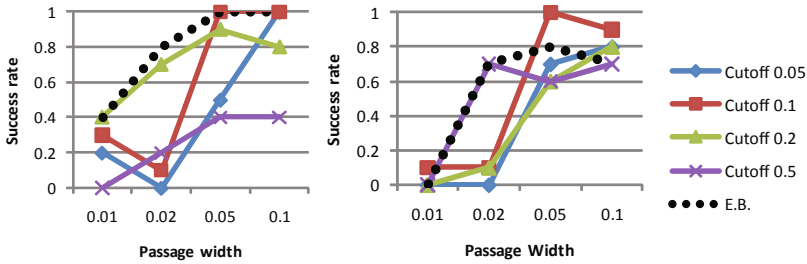 1
0.8
0.6
0.4
0.2
0
Success rate
0.01 0.02 0.05 0.1
Passage width
1
0.8
0.6
0.4
0.2
0
Success rate
0.01 0.02 0.05 0.1
Passage Width
Cutoff 0.05
Cutoff 0.1
Cutoff 0.2
Cutoff 0.5
E.B.